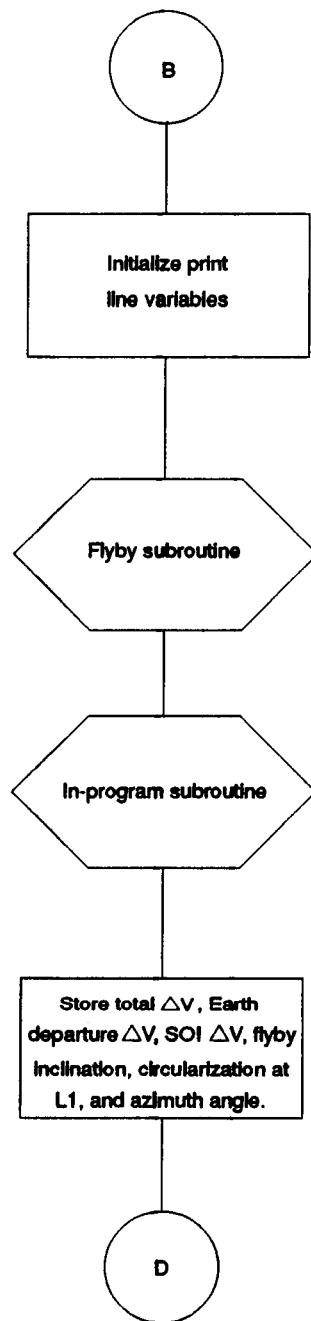 B
Initialize print
line variables
Flyby subroutine
In-program subroutine
Store total △V, Earth
departure △V, SOI △V, flyby
inclination, circularization at
L1, and azimuth angle.
D